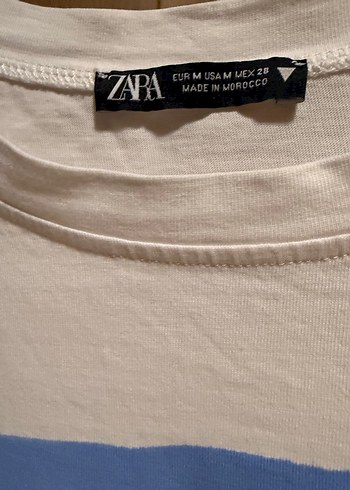 ZARA
EUR M USA M MEX 28
MADE IN MOROCCO